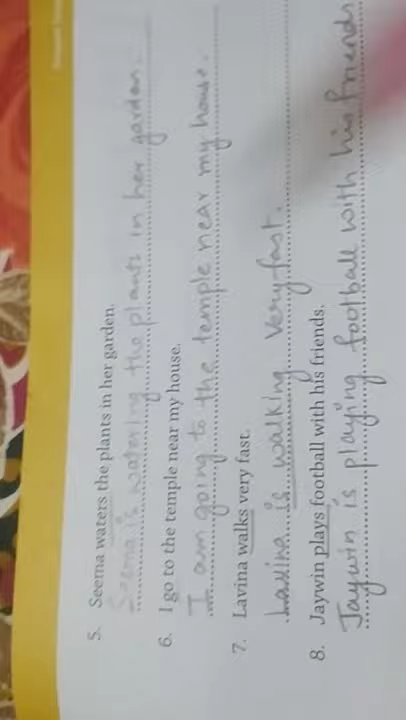 5. Seema waters the plants in her garden.
Seema is watering the plants in her garden.
6. I go to the temple near my house.
I am going to the temple near my house.
7. Lavina walks very fast.
Lavina is walking very fast.
8. Jaywin plays football with his friends.
Jaywin is playing football with his friends